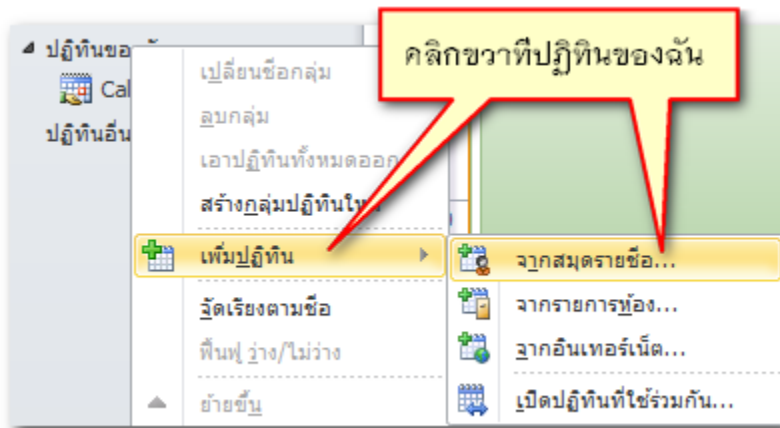 คลิกขวาที่ปฏิทินของฉัน
ปฏิทินของ
Cal
ปฏิทินอื่น
เปลี่ยนชื่อกลุ่ม
ลบกลุ่ม
เอาปฏิทินทั้งหมดออก
สร้างกลุ่มปฏิทินใหม่
เพิ่มปฏิทิน
จัดเรียงตามชื่อ
ฟื้นฟู ว่าง/ไม่ว่าง
ย้ายขึ้น
จากสมุดรายชื่อ...
จากรายการห้อง...
จากอินเทอร์เน็ต...
เปิดปฏิทินที่ใช้ร่วมกัน...